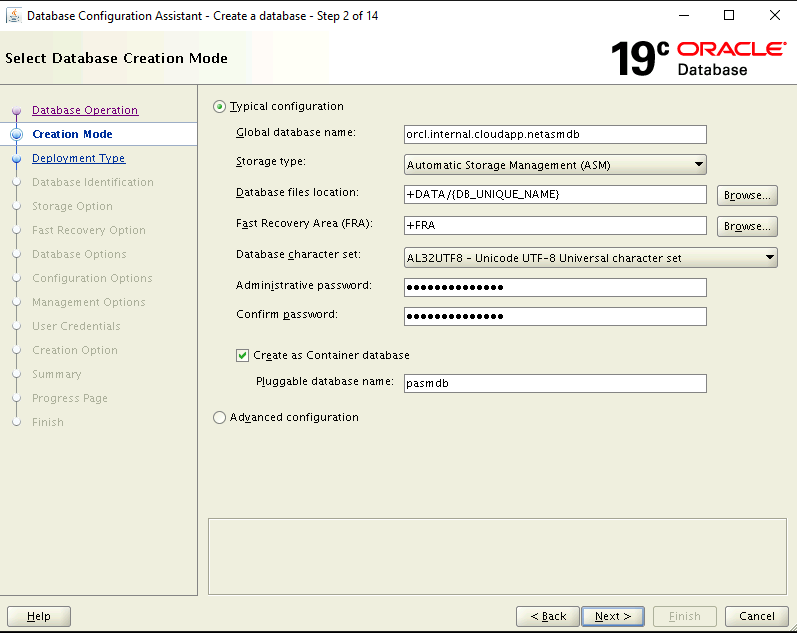 Database Configuration Assistant - Create a database - Step 2 of 14
Select Database Creation Mode
19c ORACLE
Database
Database Operation
Creation Mode
Deployment Type
Database Identification
Storage Option
Fast Recovery Option
Database Options
Configuration Options
Management Options
User Credentials
Creation Option
Summary
Progress Page
Finish
Typical configuration
Global database name: orcl.internal.cloudapp.netasmdb
Storage type: Automatic Storage Management (ASM)
Database files location: +DATA/{DB_UNIQUE_NAME} Browse...
Fast Recovery Area (FRA): +FRA Browse...
Database character set: AL32UTF8 - Unicode UTF-8 Universal character set
Administrative password: ••••••••••••••
Confirm password: ••••••••••••••
Create as Container database
Pluggable database name: pasmdb
Advanced configuration
Help < Back Next > Finish Cancel